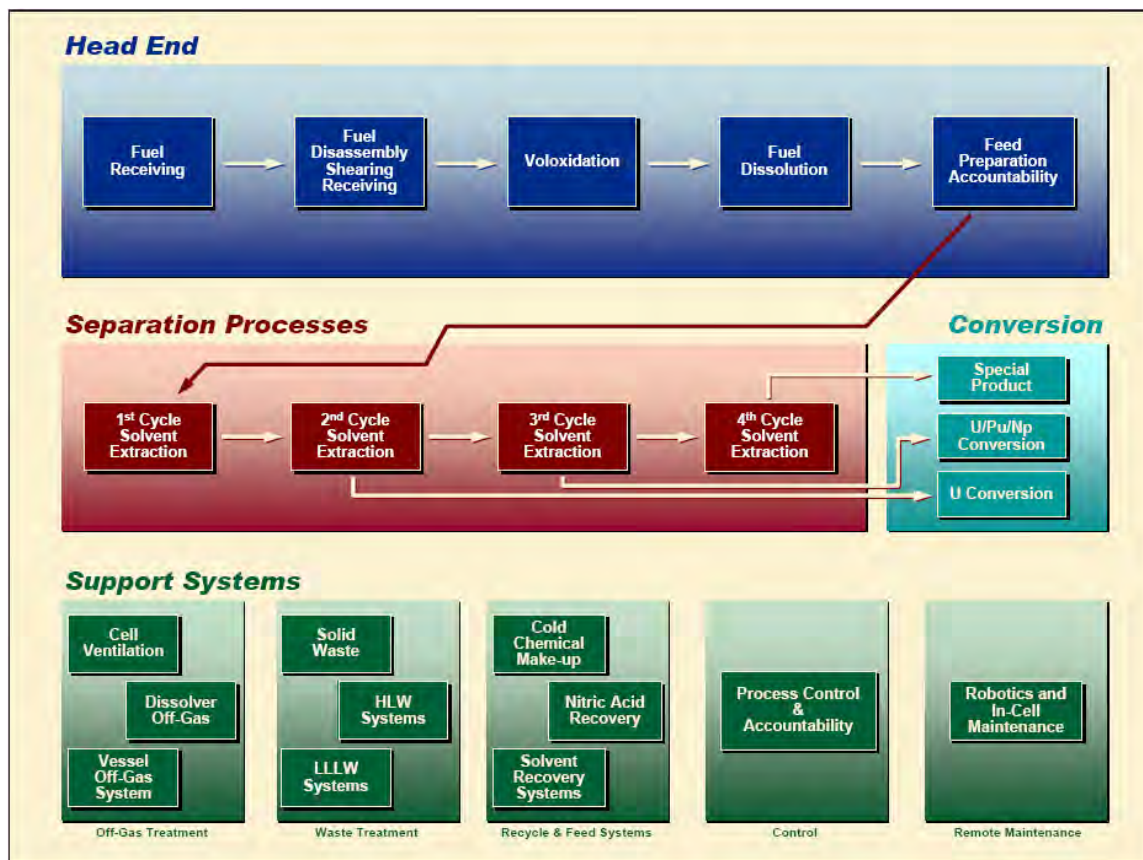 Head End
Fuel
Receiving
Fuel
Disassembly
Shearing
Receiving
Voloxidation
Fuel
Dissolution
Feed
Preparation
Accountability
Separation Processes
Conversion
1st Cycle
Solvent
Extraction
2nd Cycle
Solvent
Extraction
3rd Cycle
Solvent
Extraction
4th Cycle
Solvent
Extraction
Special
Product
U/Pu/Np
Conversion
U Conversion
Support Systems
Cell
Ventilation
Dissolver
Off-Gas
Vessel
Off-Gas
System
Off-Gas Treatment
Solid
Waste
HLW
Systems
LLLW
Systems
Waste Treatment
Cold
Chemical
Make-up
Nitric Acid
Recovery
Solvent
Recovery
Systems
Recycle & Feed Systems
Process Control
&
Accountability
Control
Robotics and
In-Cell
Maintenance
Remote Maintenance